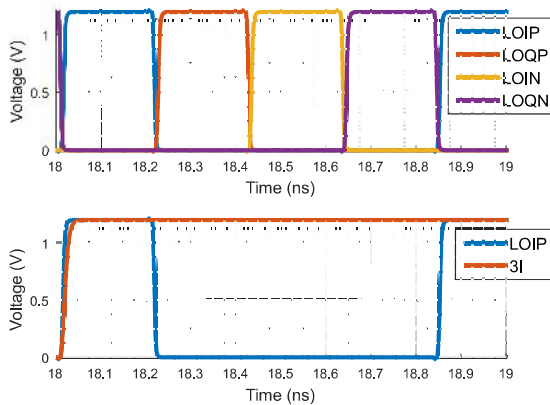 1
0.5
0
Voltage (V)
18
18.1
18.2
18.3
18.4
18.5
18.6
18.7
18.8
18.9
19
Time (ns)
LOIP
LOQP
LOIN
LOQN
1
0.5
0
Voltage (V)
18
18.1
18.2
18.3
18.4
18.5
18.6
18.7
18.8
18.9
19
Time (ns)
LOIP
3I